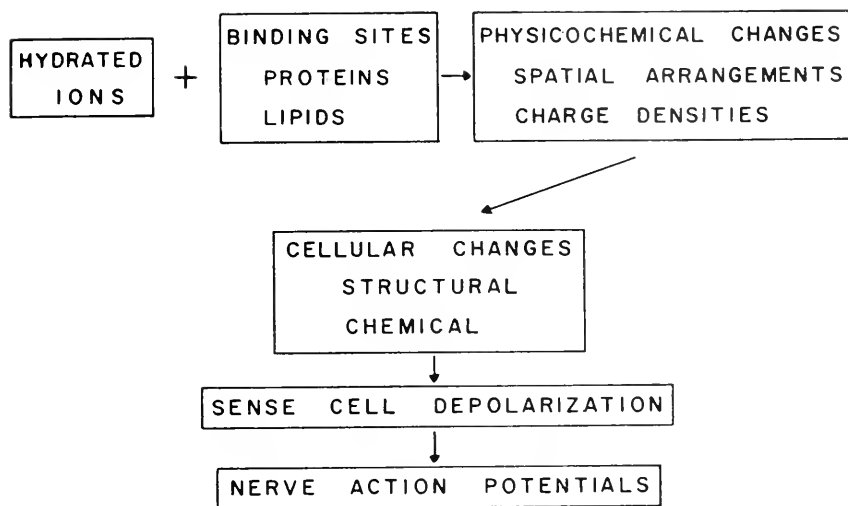 HYDRATED
IONS
+
BINDING SITES
PROTEINS
LIPIDS
PHYSICOCHEMICAL CHANGES
SPATIAL ARRANGEMENTS
CHARGE DENSITIES
CELLULAR CHANGES
STRUCTURAL
CHEMICAL
SENSE CELL DEPOLARIZATION
NERVE ACTION POTENTIALS